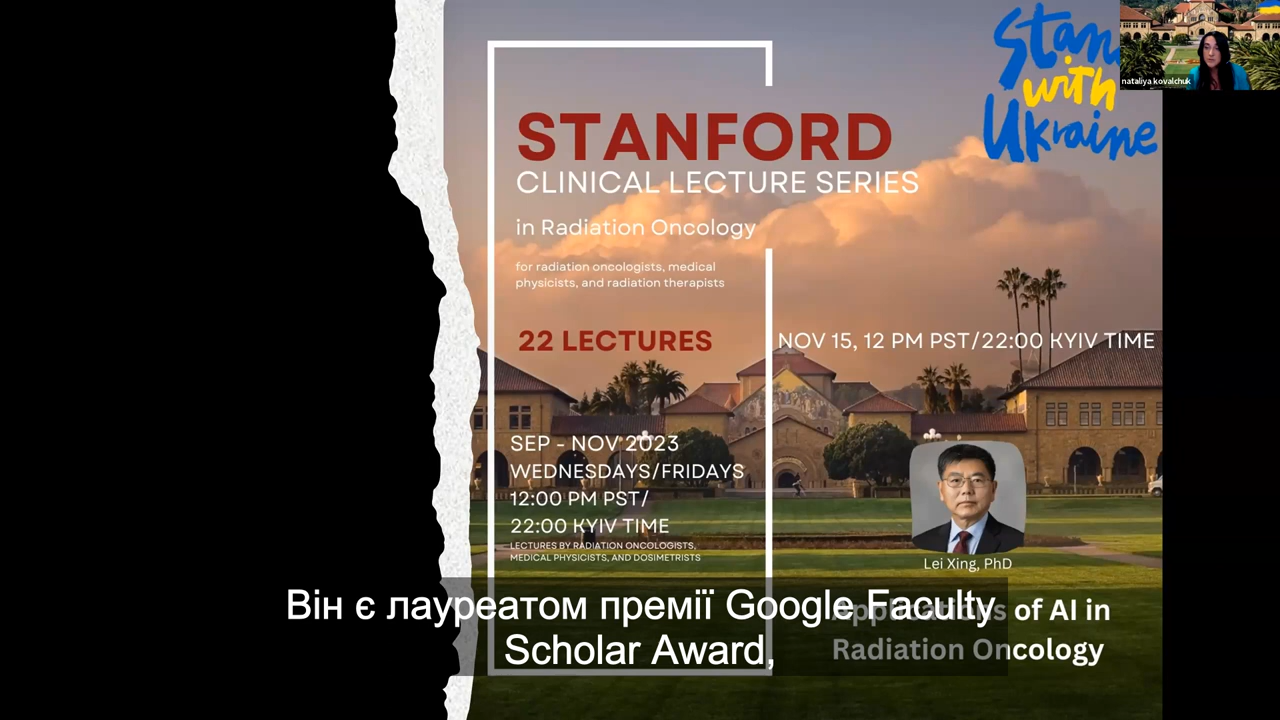 Stand
with
Ukraine
nataliya kovalchuk
STANFORD
CLINICAL LECTURE SERIES
in Radiation Oncology
for radiation oncologists, medical
physicists, and radiation therapists
22 LECTURES
NOV 15, 12 PM PST/22:00 KYIV TIME
SEP - NOV 2023
WEDNESDAYS/FRIDAYS
12:00 PM PST/
22:00 KYIV TIME
LECTURES BY RADIATION ONCOLOGISTS,
MEDICAL PHYSICISTS, AND DOSIMETRISTS
Lei Xing, PhD
Applications of AI in
Radiation Oncology
Він є лауреатом премії Google Faculty
Scholar Award,